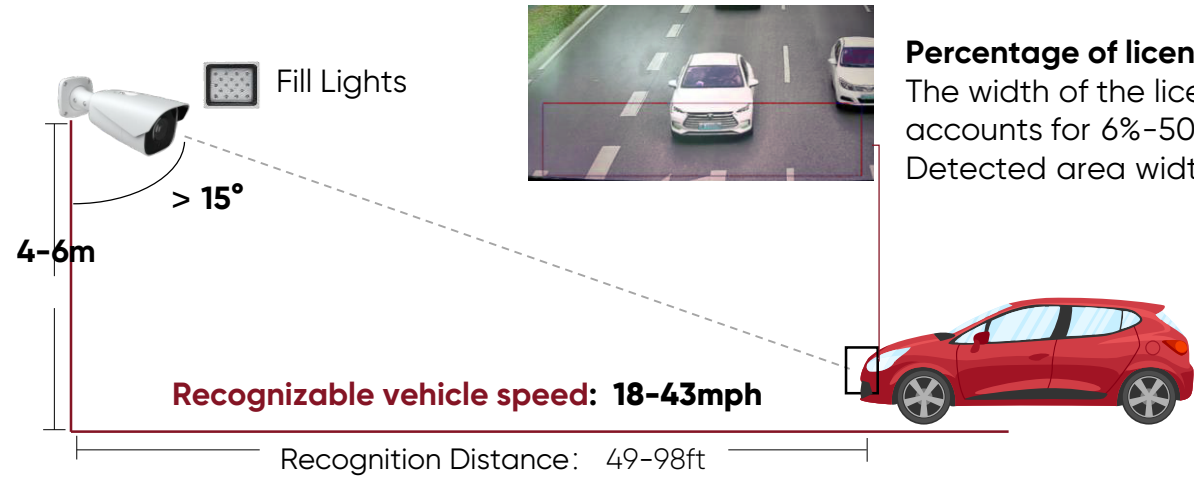 Fill Lights
> 15°
4-6m
Percentage of licen
The width of the lice
accounts for 6%-50
Detected area widt
Recognizable vehicle speed: 18-43mph
Recognition Distance: 49-98ft